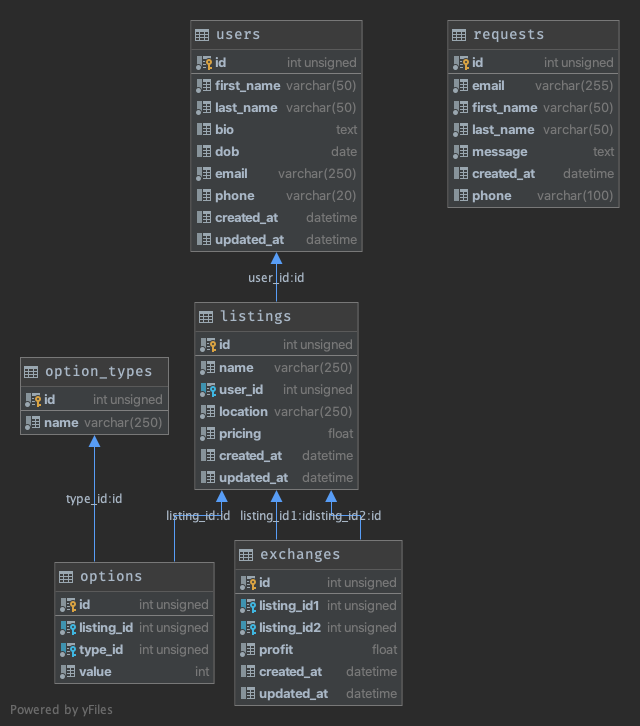 users
id int unsigned
first_name varchar(50)
last_name varchar(50)
bio text
dob date
email varchar(250)
phone varchar(20)
created_at datetime
updated_at datetime
requests
id int unsigned
email varchar(255)
first_name varchar(50)
last_name varchar(50)
message text
created_at datetime
phone varchar(100)
user_id:id
listings
id int unsigned
name varchar(250)
user_id int unsigned
location varchar(250)
pricing float
created_at datetime
updated_at datetime
option_types
id int unsigned
name varchar(250)
type_id:id
listing_id:id
listing_id1:id
listing_id2:id
options
id int unsigned
listing_id int unsigned
type_id int unsigned
value int
exchanges
id int unsigned
listing_id1 int unsigned
listing_id2 int unsigned
profit float
created_at datetime
updated_at datetime
Powered by yFiles